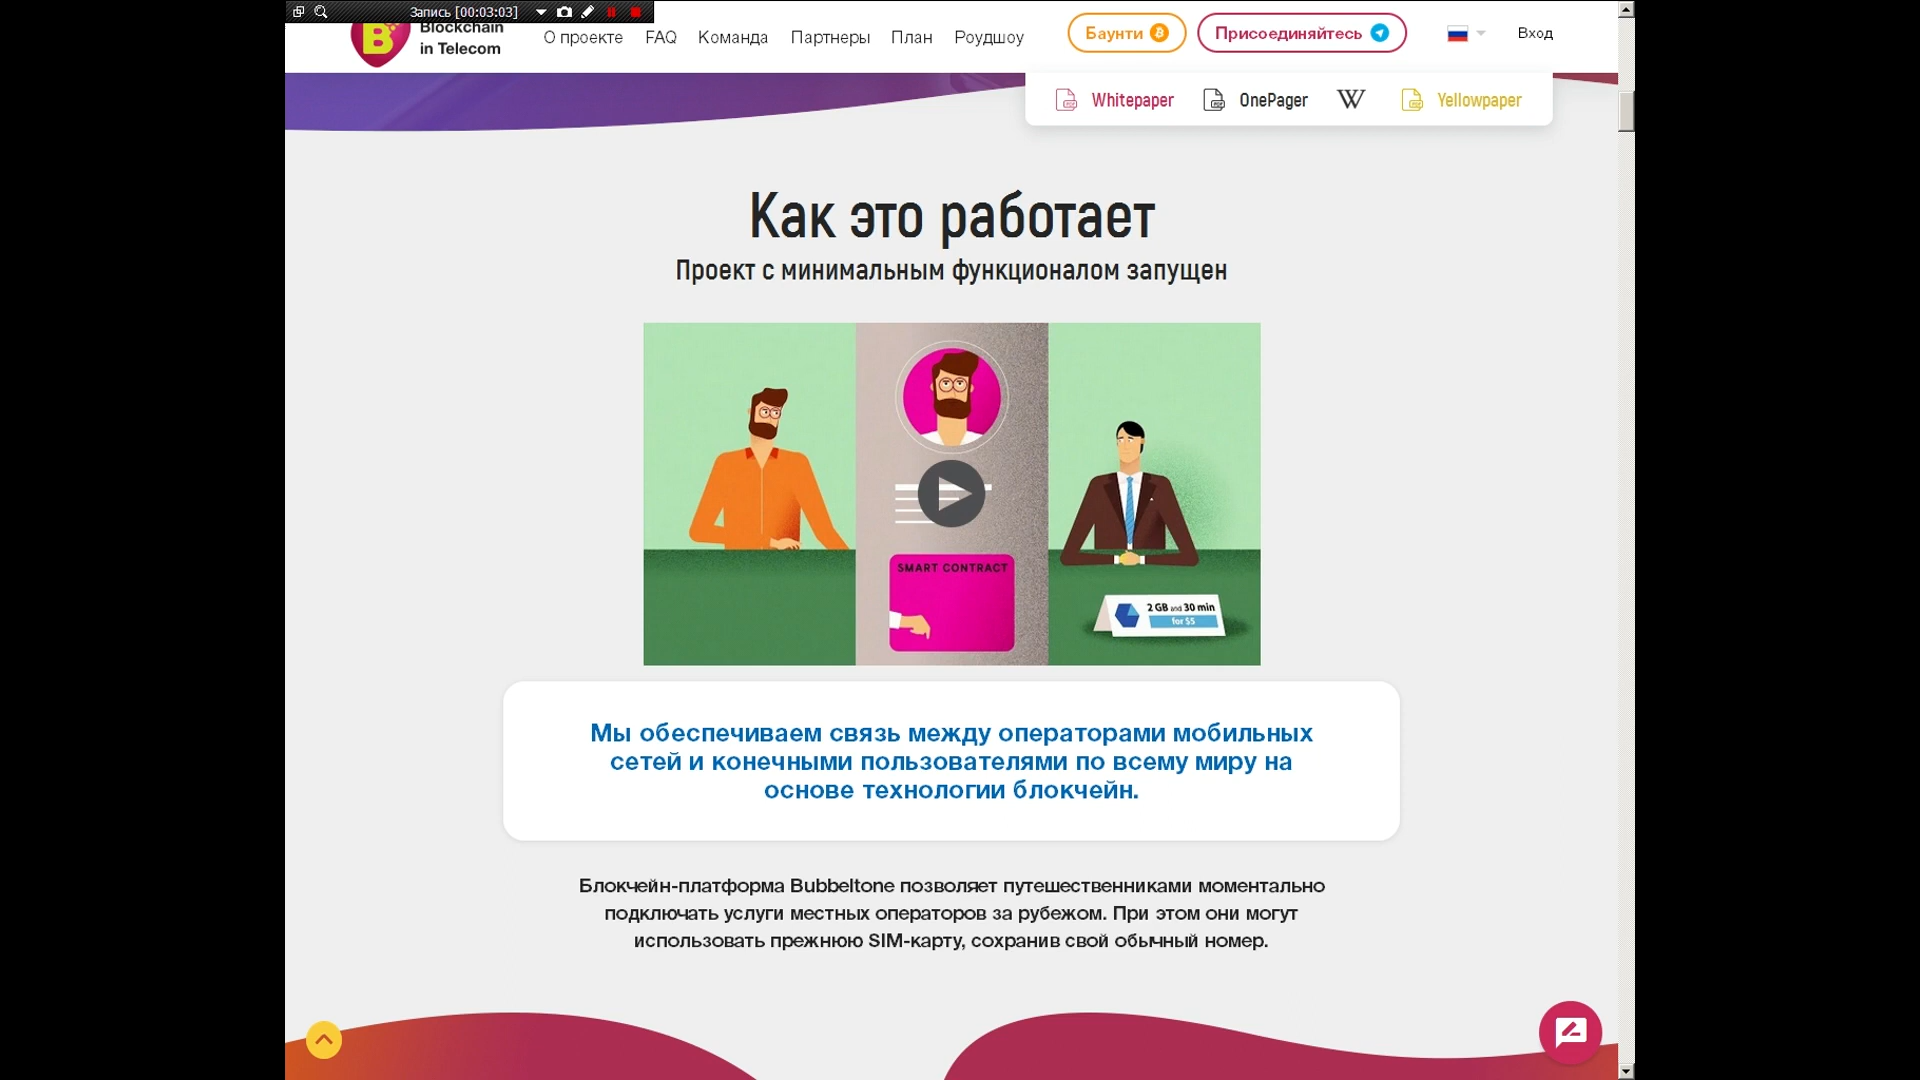 Запись [00:03:03]
Blockchain
in Telecom
О проекте FAQ Команда Партнеры План Роудшоу
Баунти
Присоединяйтесь
Вход
Whitepaper
OnePager
W
Yellowpaper
Как это работает
Проект с минимальным функционалом запущен
SMART CONTRACT
2 GB and 30 min
for $5
Мы обеспечиваем связь между операторами мобильных
сетей и конечными пользователями по всему миру на
основе технологии блокчейн.
Блокчейн-платформа Bubbeltone позволяет путешественниками моментально
подключать услуги местных операторов за рубежом. При этом они могут
использовать прежнюю SIM-карту, сохранив свой обычный номер.